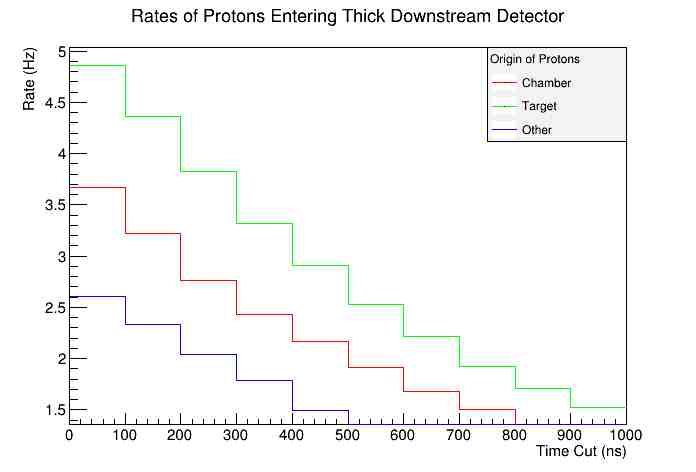 Rates of Protons Entering Thick Downstream Detector
Rate (Hz)
5
4.5
4
3.5
3
2.5
2
1.5
Origin of Protons
Chamber
Target
Other
0 100 200 300 400 500 600 700 800 900 1000
Time Cut (ns)